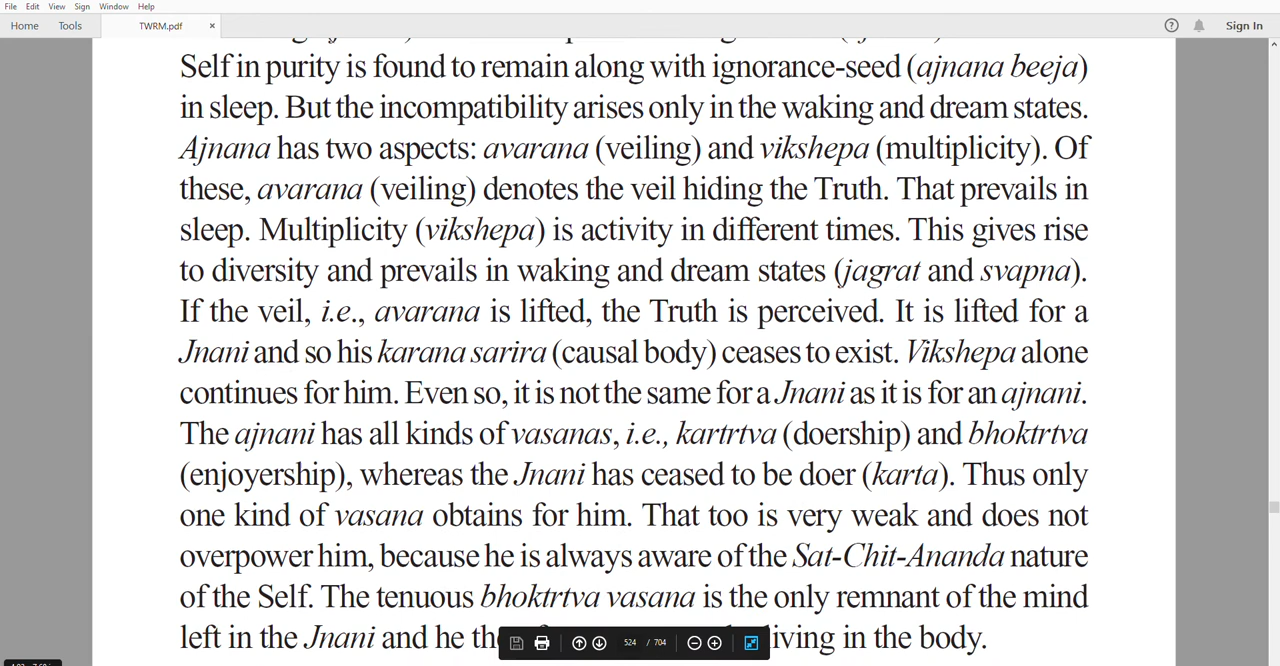 File Edit View Sign Window Help
Home Tools TWRM.pdf × Sign In
Self in purity is found to remain along with ignorance-seed (ajnana beeja)
in sleep. But the incompatibility arises only in the waking and dream states.
Ajnana has two aspects: avarana (veiling) and vikshepa (multiplicity). Of
these, avarana (veiling) denotes the veil hiding the Truth. That prevails in
sleep. Multiplicity (vikshepa) is activity in different times. This gives rise
to diversity and prevails in waking and dream states (jagrat and svapna).
If the veil, i.e., avarana is lifted, the Truth is perceived. It is lifted for a
Jnani and so his karana sarira (causal body) ceases to exist. Vikshepa alone
continues for him. Even so, it is not the same for a Jnani as it is for an ajnani.
The ajnani has all kinds of vasanas, i.e., kartrtva (doership) and bhoktrtva
(enjoyership), whereas the Jnani has ceased to be doer (karta). Thus only
one kind of vasana obtains for him. That too is very weak and does not
overpower him, because he is always aware of the Sat-Chit-Ananda nature
of the Self. The tenuous bhoktrtva vasana is the only remnant of the mind
left in the Jnani and he living in the body.
524 / 704